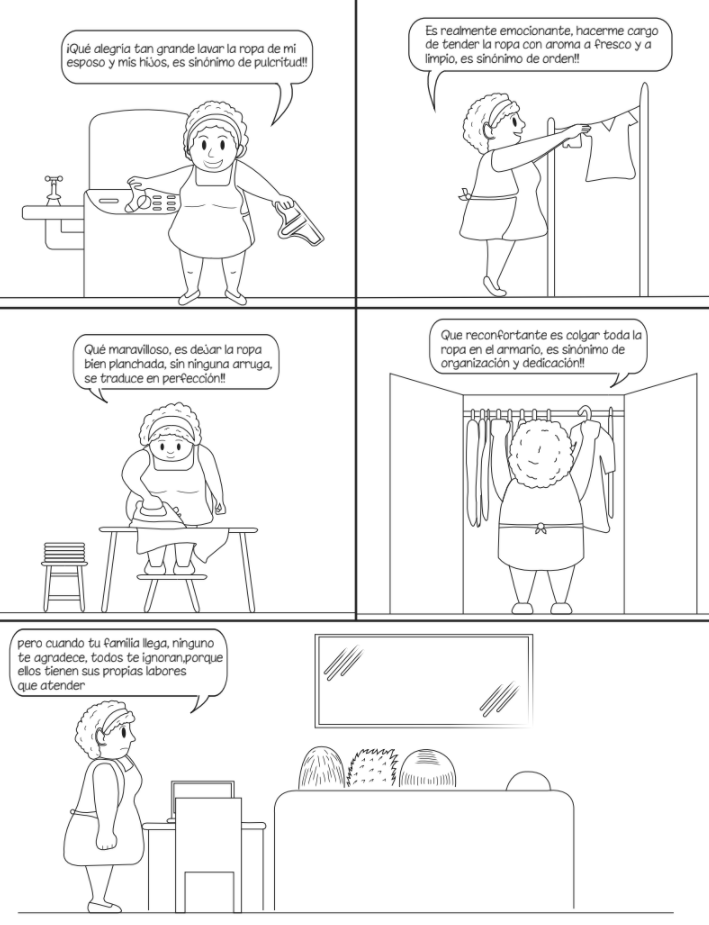 ¡Qué alegria tan grande lavar la ropa de mi
esposo y mis hijos, es sinónimo de pulcritud!!
Es realmente emocionante, hacerme cargo
de tender la ropa con aroma a fresco y a
limpio, es sinónimo de orden!!
Qué maravilloso, es dejar la ropa
bien planchada, sin ninguna arruga,
se traduce en perfección!!
Que reconfortante es colgar toda la
ropa en el armario, es sinónimo de
organización y dedicación!!
pero cuando tu familia llega, ninguno
te agradece, todos te ignoran,porque
ellos tienen sus propias labores
que atender